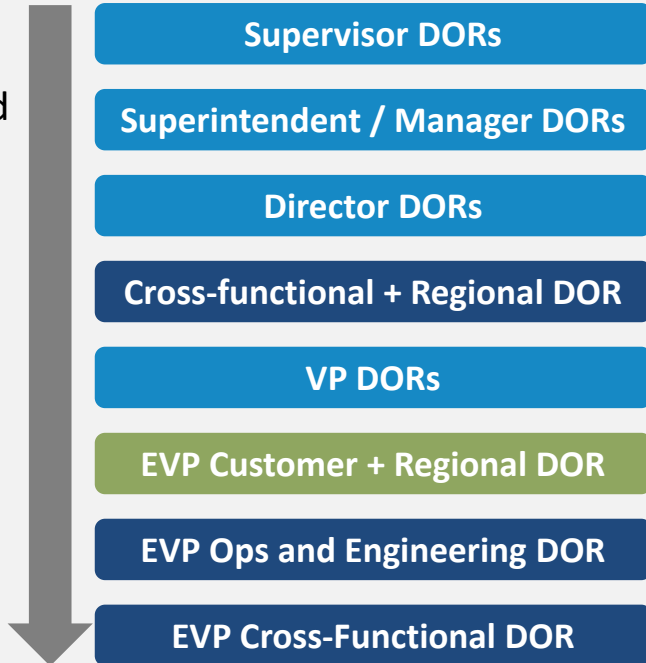 Supervisor DORs
Superintendent / Manager DORs
Director DORs
Cross-functional + Regional DOR
VP DORs
EVP Customer + Regional DOR
EVP Ops and Engineering DOR
EVP Cross-Functional DOR